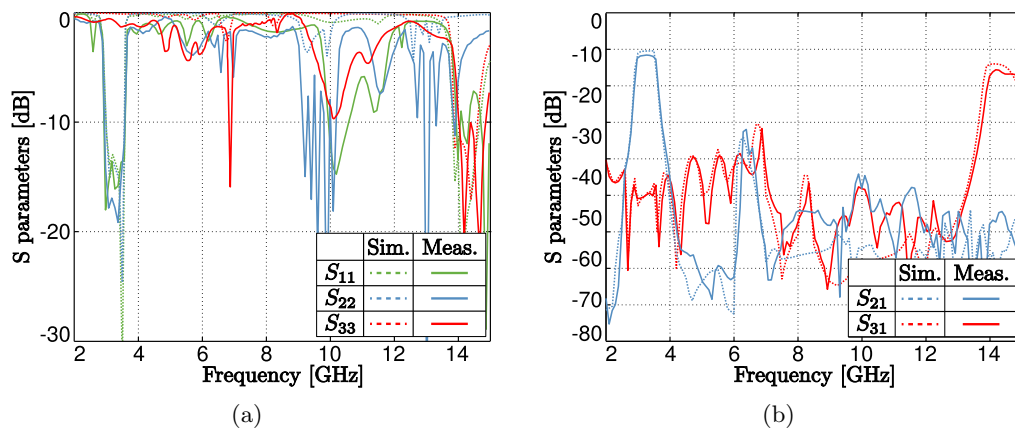 0
-10
-20
-30
S parameters [dB]
Sim. Meas.
S11
S22
S33
2 4 6 8 10 12 14
Frequency [GHz]
(a)
0
-10
-20
-30
-40
-50
-60
-70
-80
S parameters [dB]
Sim. Meas.
S21
S31
2 4 6 8 10 12 14
Frequency [GHz]
(b)